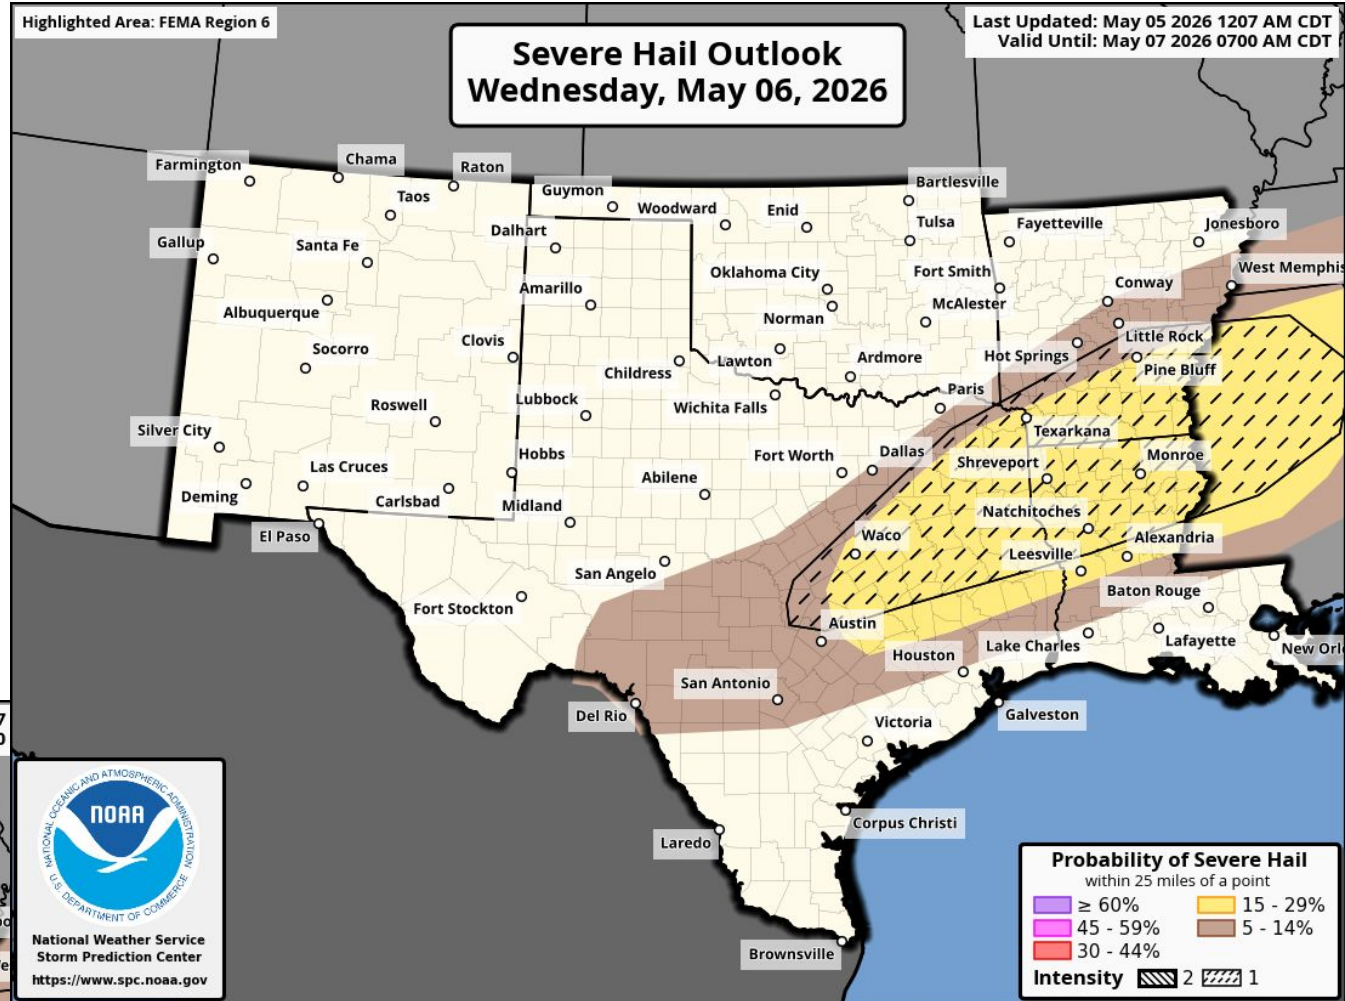 Highlighted Area: FEMA Region 6
Last Updated: May 05 2026 1207 AM CDT
Valid Until: May 07 2026 0700 AM CDT
Severe Hail Outlook
Wednesday, May 06, 2026
Farmington
Chama
Raton
Taos
Guymon
Woodward
Enid
Bartlesville
Tulsa
Fayetteville
Jonesboro
Gallup
Santa Fe
Dalhart
Oklahoma City
Fort Smith
West Memphis
Amarillo
Conway
Albuquerque
Norman
McAlester
Socorro
Clovis
Little Rock
Childress
Lawton
Ardmore
Hot Springs
Pine Bluff
Roswell
Lubbock
Wichita Falls
Paris
Silver City
Texarkana
Las Cruces
Hobbs
Fort Worth
Dallas
Shreveport
Monroe
Deming
Carlsbad
Midland
Abilene
Natchitoches
El Paso
Waco
Alexandria
San Angelo
Leesville
Fort Stockton
Baton Rouge
Austin
Lake Charles
Lafayette
New Orl
Houston
San Antonio
Del Rio
Victoria
Galveston
Corpus Christi
Laredo
Brownsville
7
0
NATIONAL OCEANIC AND ATMOSPHERIC ADMINISTRATION
NOAA
U.S. DEPARTMENT OF COMMERCE
National Weather Service
Storm Prediction Center
https://www.spc.noaa.gov
Probability of Severe Hail
within 25 miles of a point
≥ 60%
15 - 29%
45 - 59%
5 - 14%
30 - 44%
Intensity 2 1